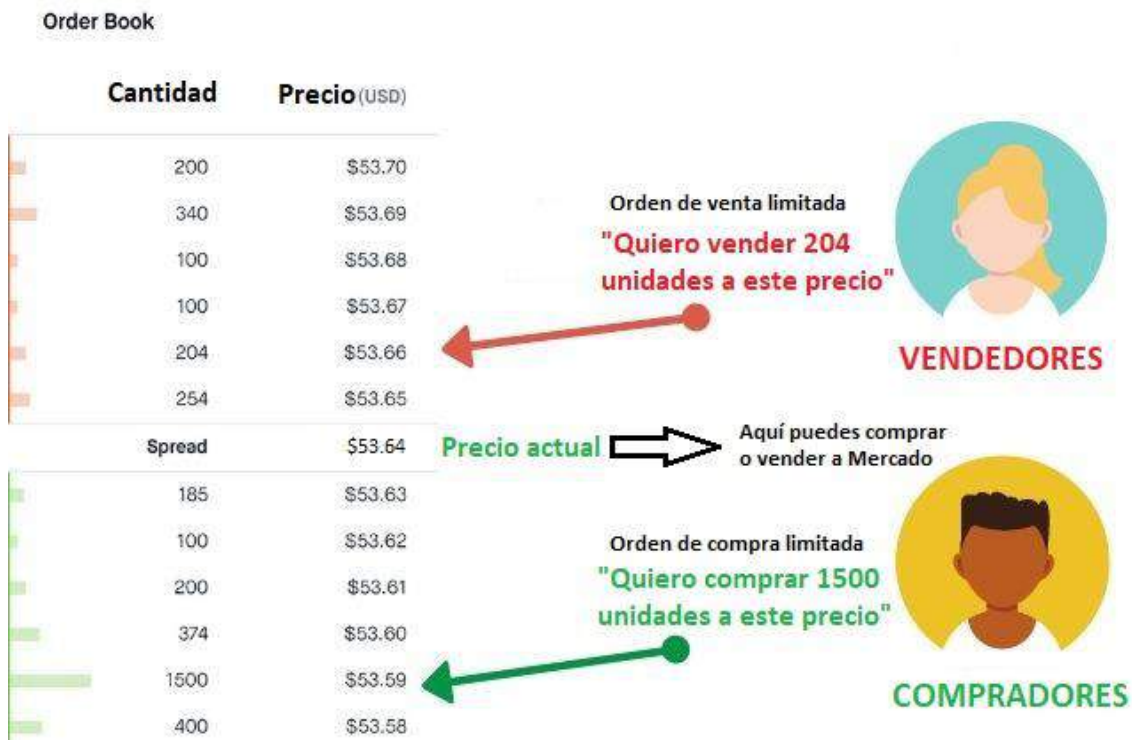 Order Book
Cantidad Precio (USD)
200 $53.70
340 $53.69
100 $53.68
100 $53.67
204 $53.66
254 $53.65
Spread $53.64
185 $53.63
100 $53.62
200 $53.61
374 $53.60
1500 $53.59
400 $53.58
Orden de venta limitada
"Quiero vender 204
unidades a este precio"
VENDEDORES
Precio actual
Aquí puedes comprar
o vender a Mercado
Orden de compra limitada
"Quiero comprar 1500
unidades a este precio"
COMPRADORES